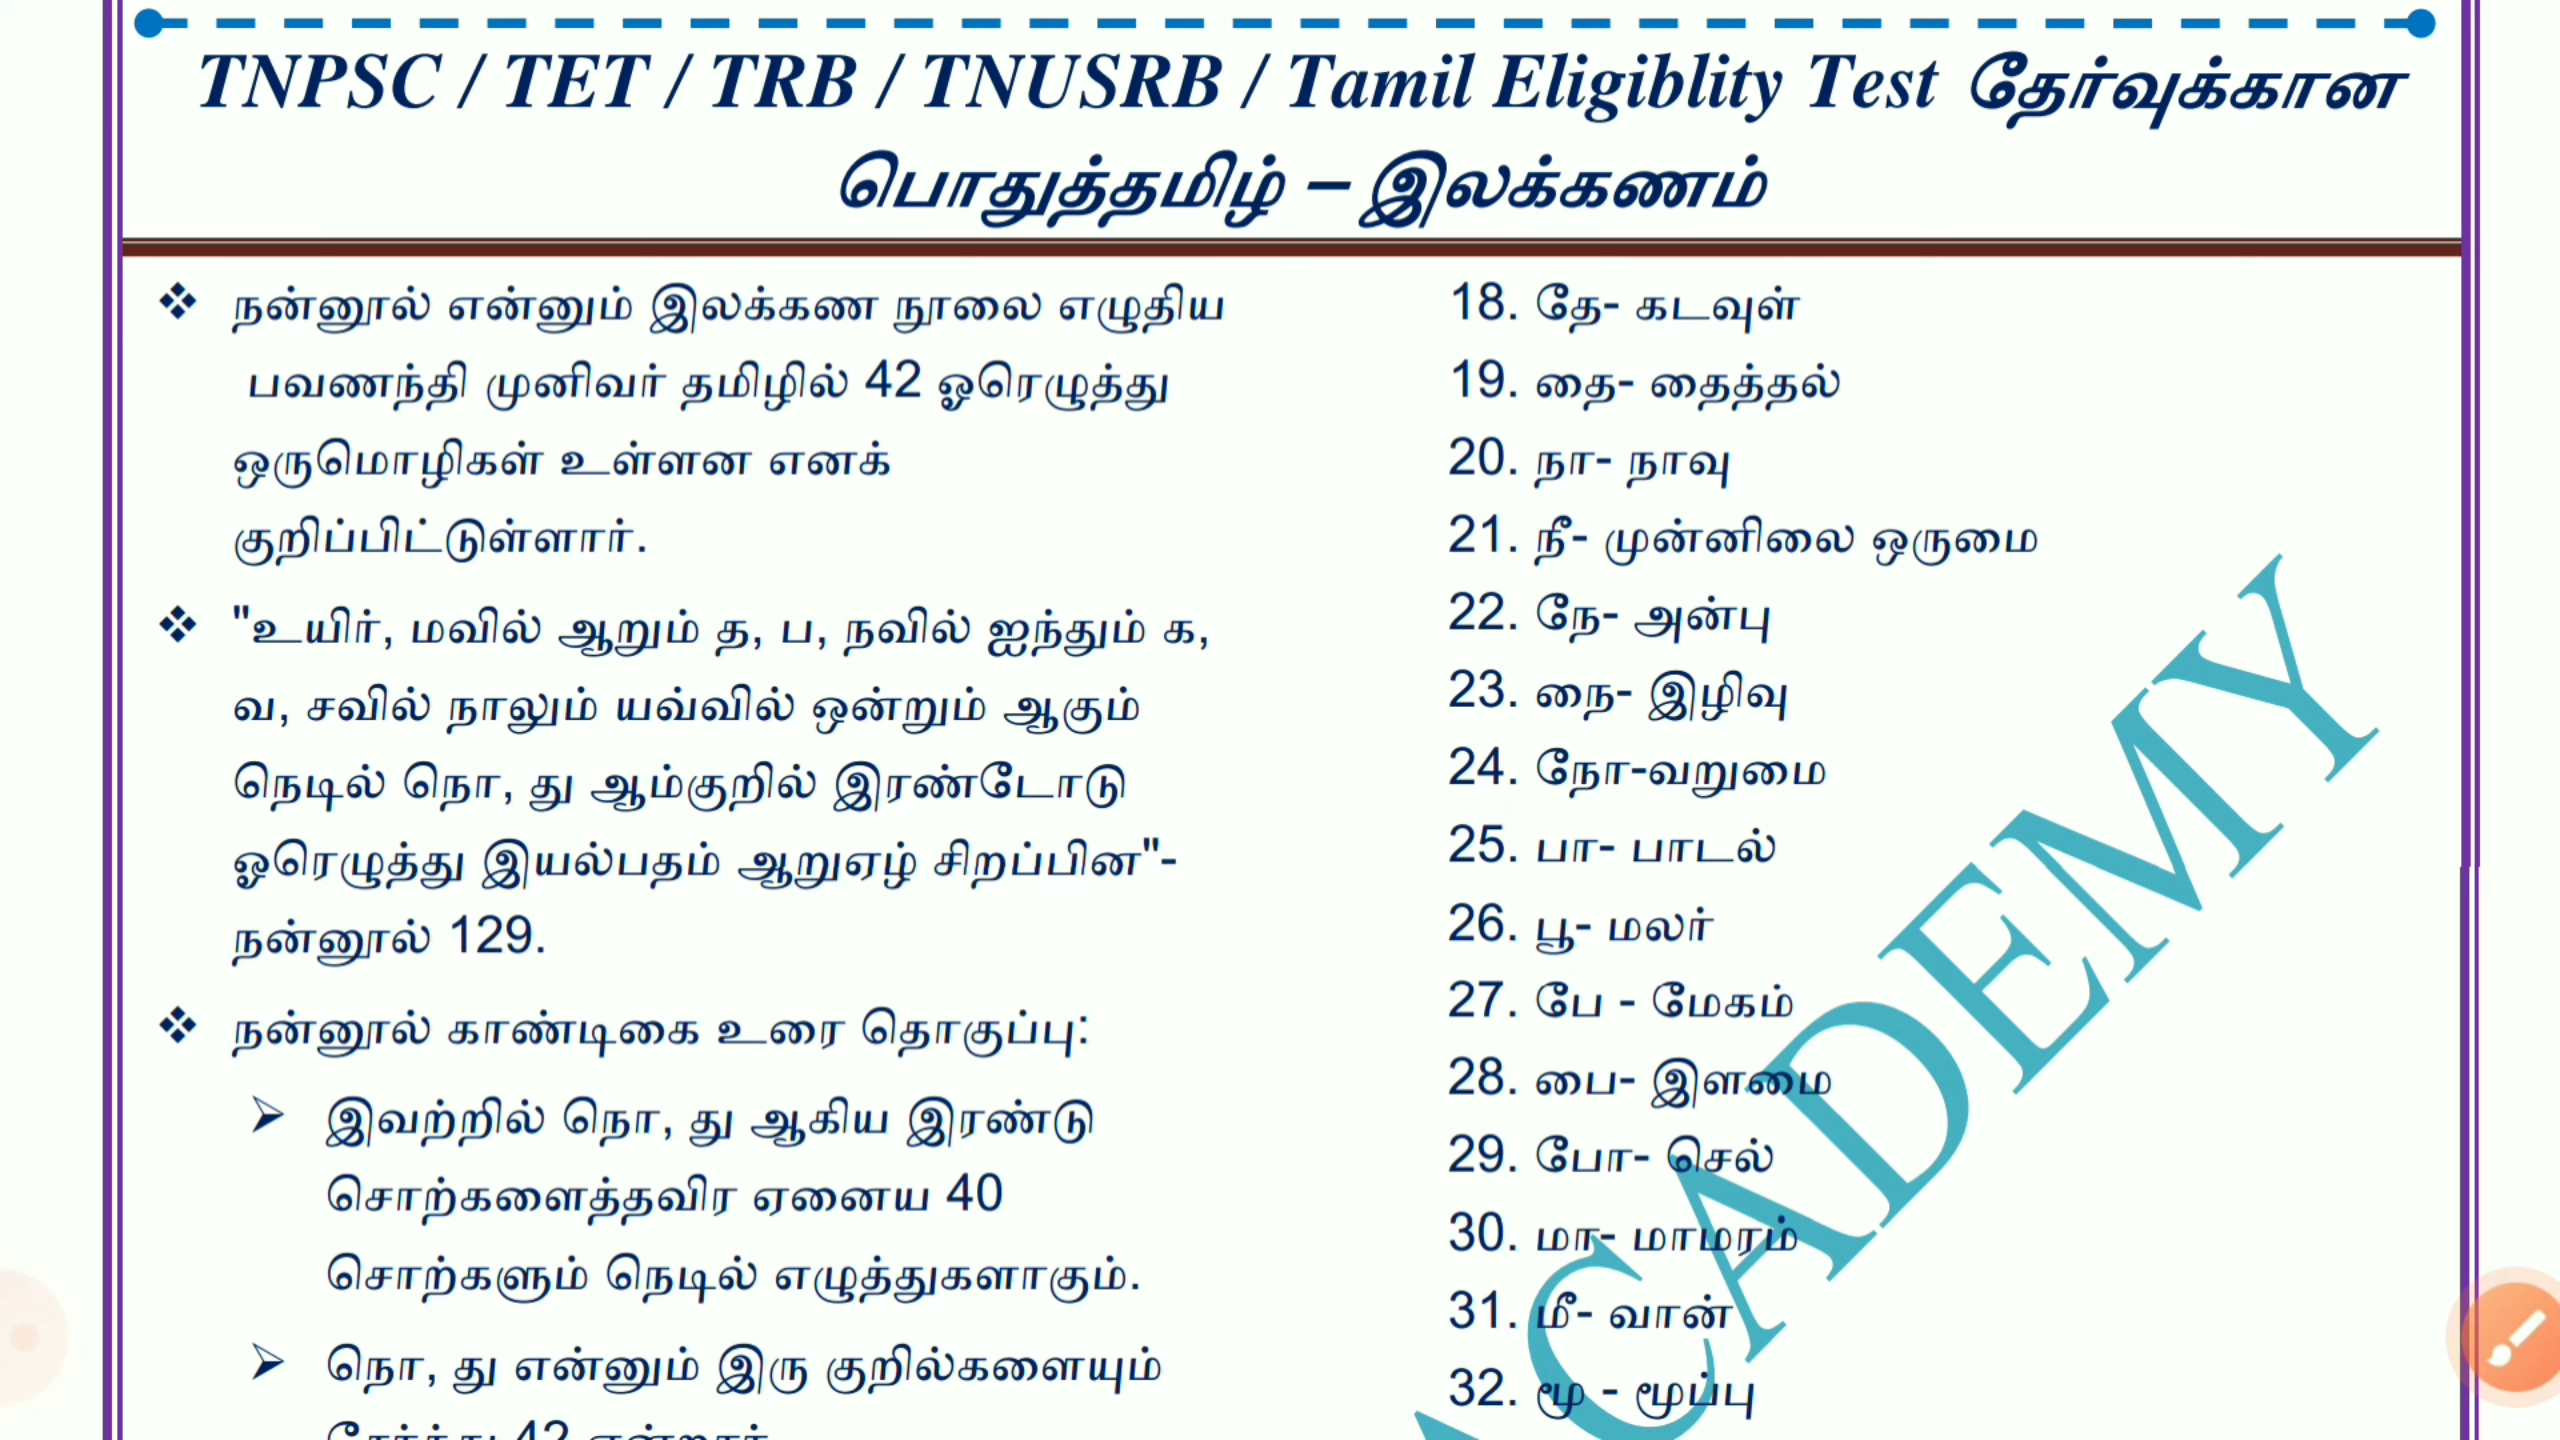 TNPSC / TET / TRB / TNUSRB / Tamil Eligiblity Test தேர்வுக்கான
பொதுத்தமிழ் – இலக்கணம்
❖ நன்னூல் என்னும் இலக்கண நூலை எழுதிய
பவணந்தி முனிவர் தமிழில் 42 ஓரெழுத்து
ஒருமொழிகள் உள்ளன எனக்
குறிப்பிட்டுள்ளார்.
❖ "உயிர், மவில் ஆறும் த, ப, நவில் ஐந்தும் க,
வ, சவில் நாலும் யவ்வில் ஒன்றும் ஆகும்
நெடில் நொ, து ஆம்குறில் இரண்டோடு
ஓரெழுத்து இயல்பதம் ஆறுஏழ் சிறப்பின"-
நன்னூல் 129.
❖ நன்னூல் காண்டிகை உரை தொகுப்பு:
➢ இவற்றில் நொ, து ஆகிய இரண்டு
சொற்களைத்தவிர ஏனைய 40
சொற்களும் நெடில் எழுத்துகளாகும்.
➢ நொ, து என்னும் இரு குறில்களையும்
42
18. தே- கடவுள்
19. தை- தைத்தல்
20. நா- நாவு
21. நீ- முன்னிலை ஒருமை
22. நே- அன்பு
23. நை- இழிவு
24. நோ-வறுமை
25. பா- பாடல்
26. பூ- மலர்
27. பே - மேகம்
28. பை- இளமை
29. போ- செல்
30. மா- மாமரம்
31. மீ- வான்
32. மூ - மூப்பு
ACADEMY